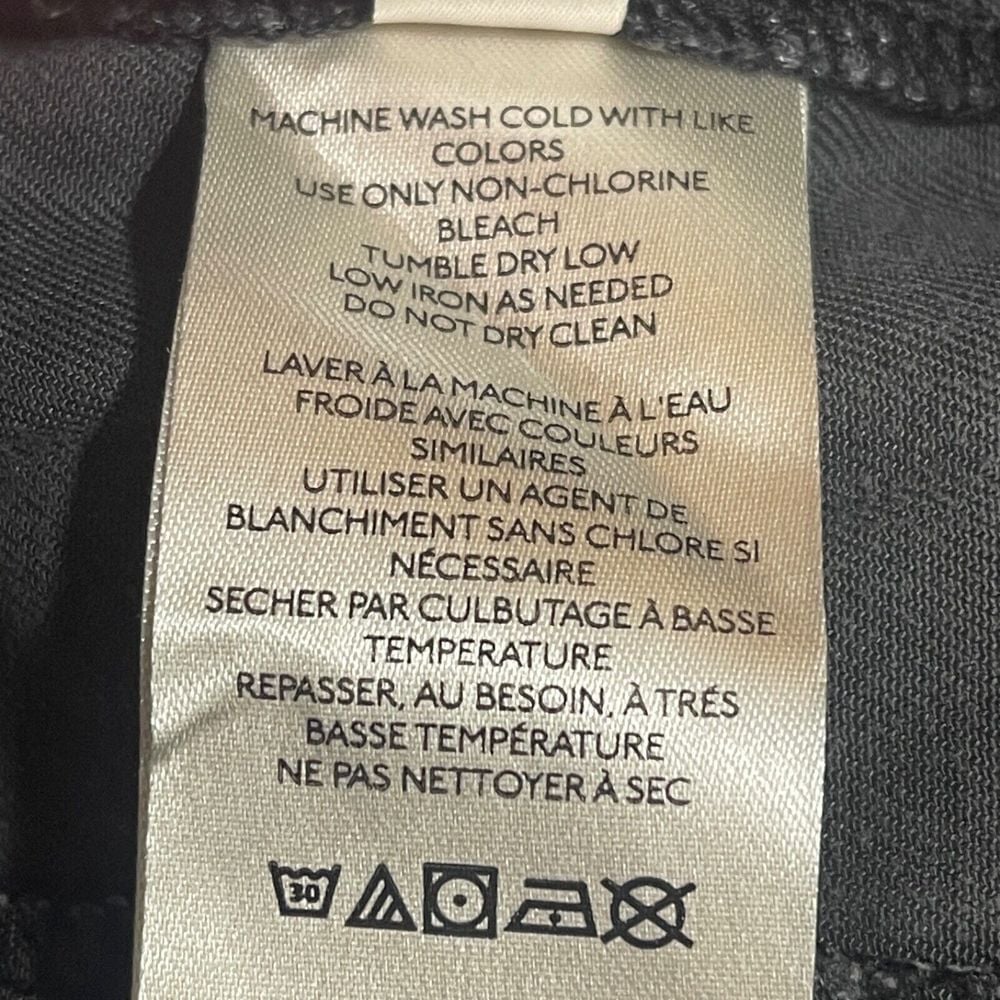 MACHINE WASH COLD WITH LIKE
COLORS
USE ONLY NON-CHLORINE
BLEACH
TUMBLE DRY LOW
LOW IRON AS NEEDED
DO NOT DRY CLEAN
LAVER À LA MACHINE À L'EAU
FROIDE AVEC COULEURS
SIMILAIRES
UTILISER UN AGENT DE
BLANCHIMENT SANS CHLORE SI
NÉCESSAIRE
SECHER PAR CULBUTAGE À BASSE
TEMPERATURE
REPASSER, AU BESOIN, À TRÉS
BASSE TEMPÉRATURE
NE PAS NETTOYER À SEC
30